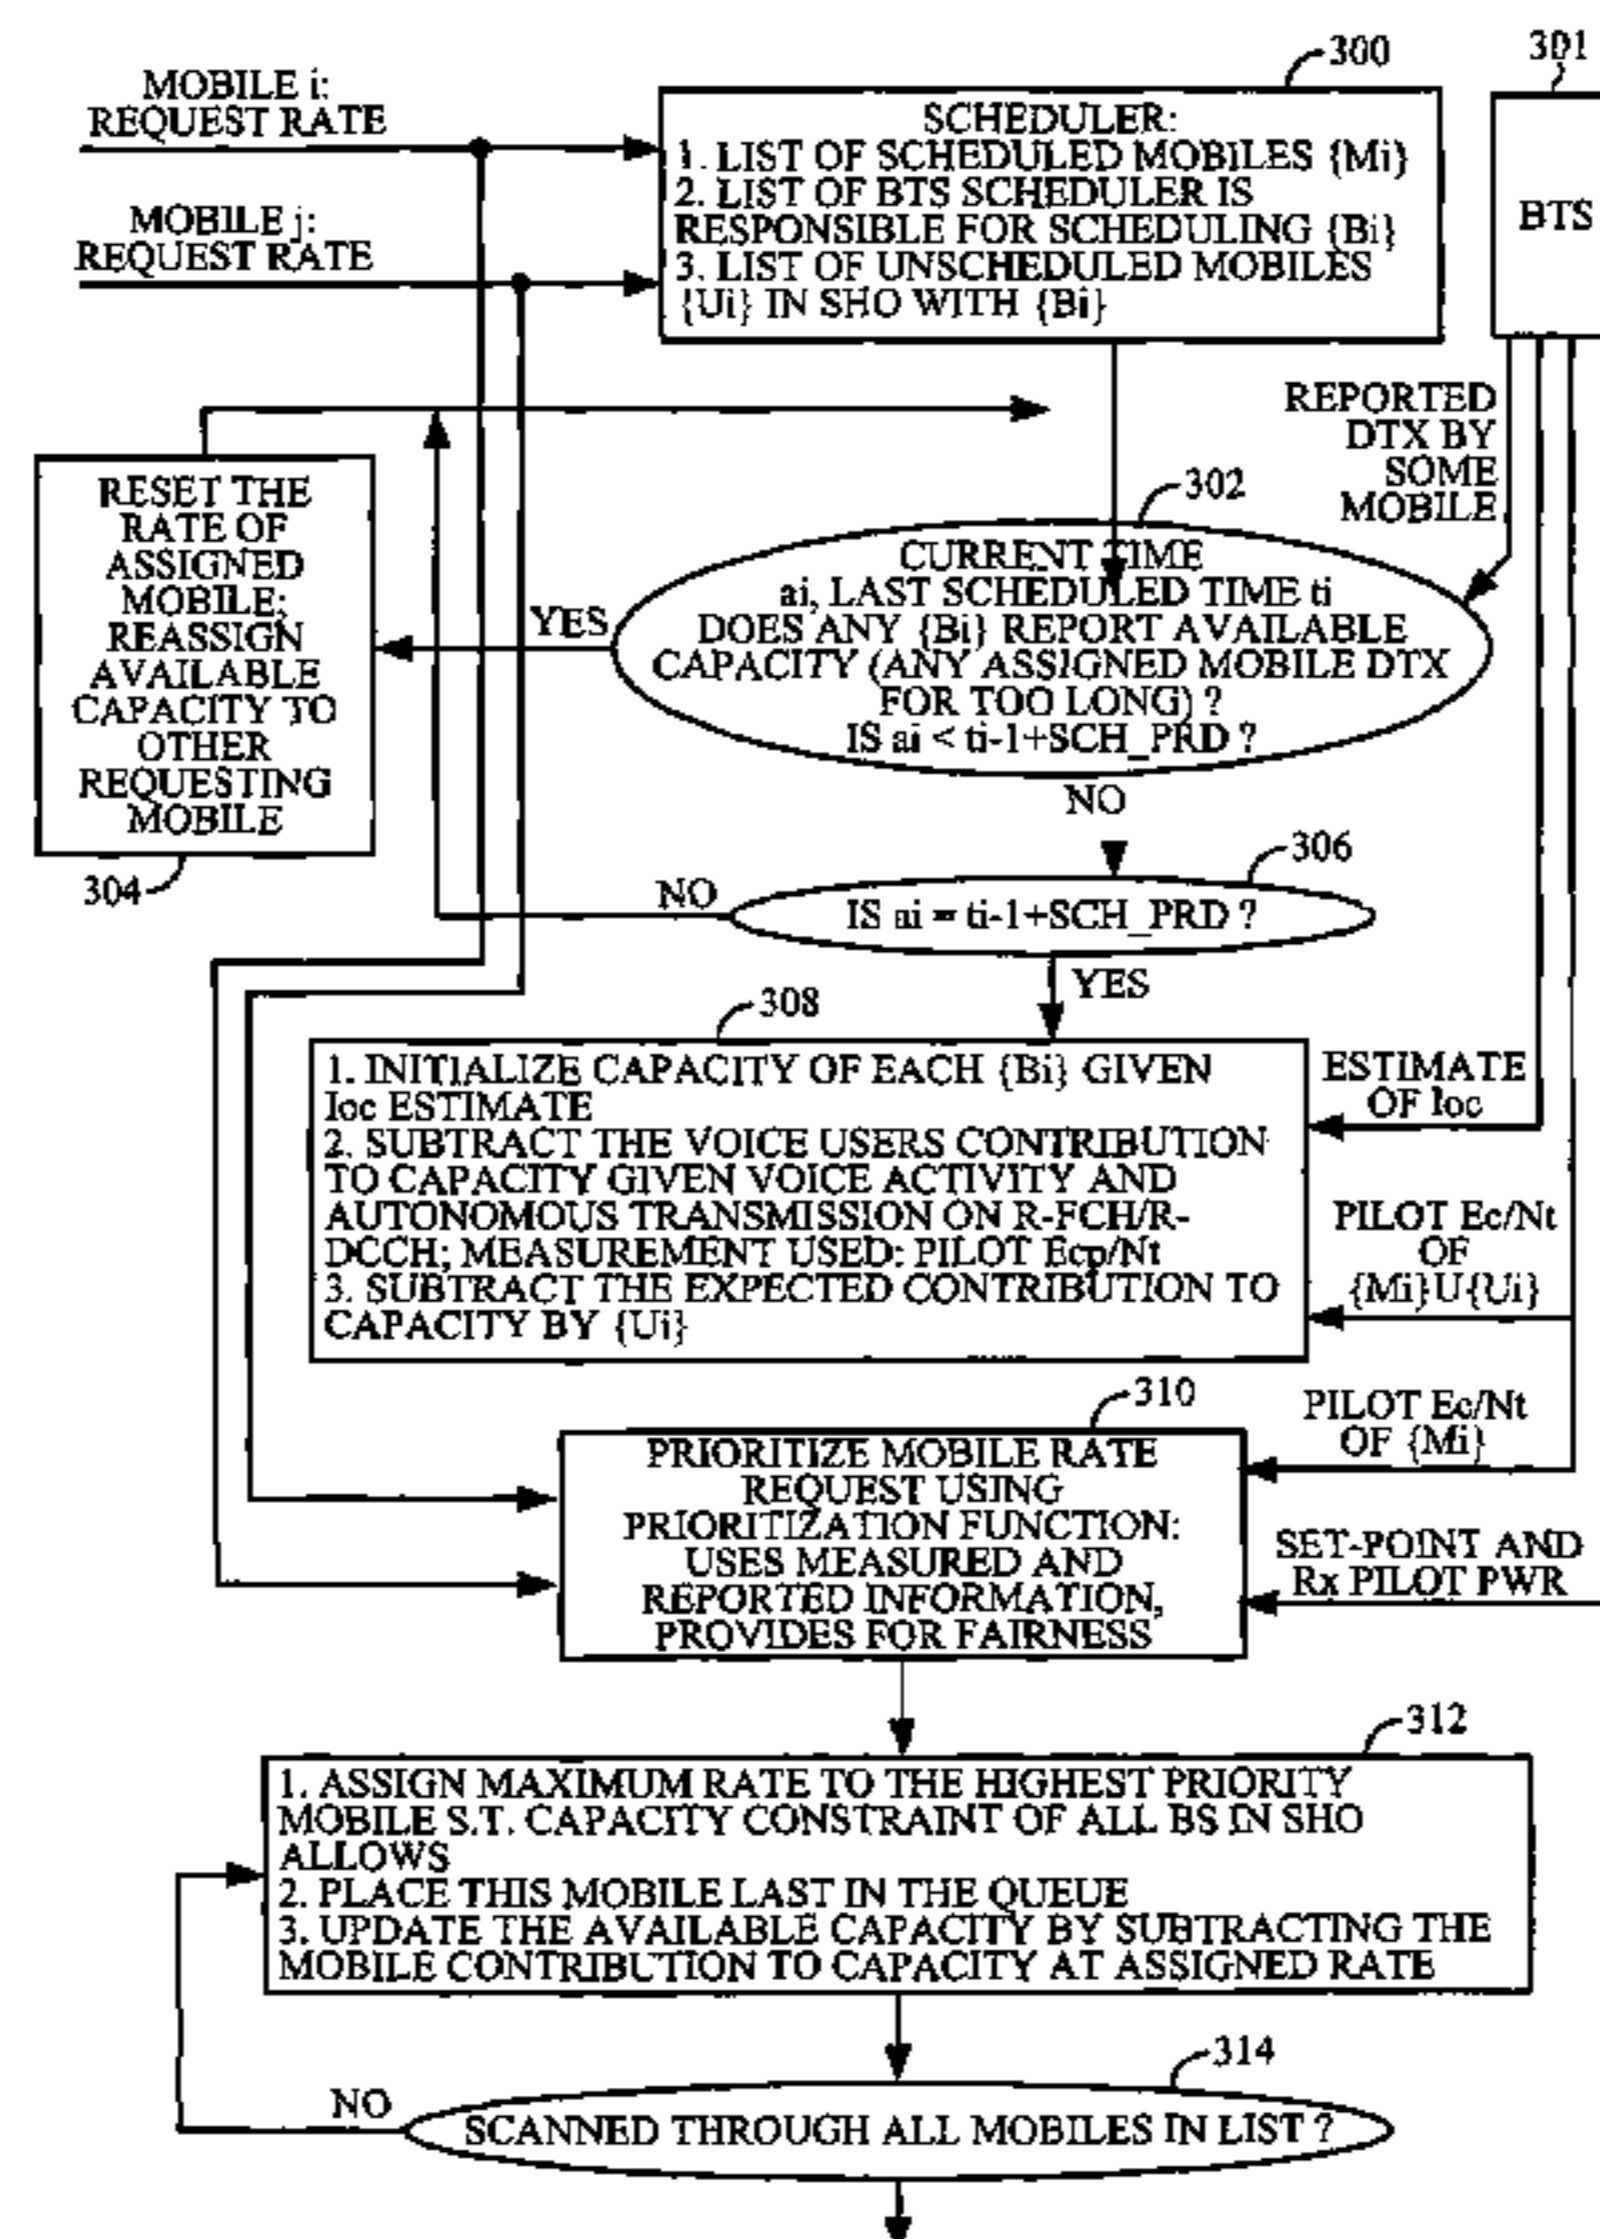 300
301
MOBILE i:
REQUEST RATE
MOBILE j:
REQUEST RATE
SCHEDULER:
1. LIST OF SCHEDULED MOBILES {Mi}
2. LIST OF BTS SCHEDULER IS
RESPONSIBLE FOR SCHEDULING {Bi}
3. LIST OF UNSCHEDULED MOBILES
{Ui} IN SHO WITH {Bi}
BTS
REPORTED
DTX BY
SOME
MOBILE
302
CURRENT TIME
ai, LAST SCHEDULED TIME ti
DOES ANY {Bi} REPORT AVAILABLE
CAPACITY (ANY ASSIGNED MOBILE DTX
FOR TOO LONG) ?
IS ai < ti-1+SCH_PRD ?
YES
RESET THE
RATE OF
ASSIGNED
MOBILE;
REASSIGN
AVAILABLE
CAPACITY TO
OTHER
REQUESTING
MOBILE
304
NO
306
NO
IS ai = ti-1+SCH_PRD ?
YES
308
1. INITIALIZE CAPACITY OF EACH {Bi} GIVEN
Ioc ESTIMATE
2. SUBTRACT THE VOICE USERS CONTRIBUTION
TO CAPACITY GIVEN VOICE ACTIVITY AND
AUTONOMOUS TRANSMISSION ON R-FCH/R-
DCCH; MEASUREMENT USED: PILOT Ecp/Nt
3. SUBTRACT THE EXPECTED CONTRIBUTION TO
CAPACITY BY {Ui}
ESTIMATE
OF Ioc
PILOT Ec/Nt
OF
{Mi}U{Ui}
310
PRIORITIZE MOBILE RATE
REQUEST USING
PRIORITIZATION FUNCTION:
USES MEASURED AND
REPORTED INFORMATION,
PROVIDES FOR FAIRNESS
PILOT Ec/Nt
OF {Mi}
SET-POINT AND
Rx PILOT PWR
312
1. ASSIGN MAXIMUM RATE TO THE HIGHEST PRIORITY
MOBILE S.T. CAPACITY CONSTRAINT OF ALL BS IN SHO
ALLOWS
2. PLACE THIS MOBILE LAST IN THE QUEUE
3. UPDATE THE AVAILABLE CAPACITY BY SUBTRACTING THE
MOBILE CONTRIBUTION TO CAPACITY AT ASSIGNED RATE
314
NO
SCANNED THROUGH ALL MOBILES IN LIST ?